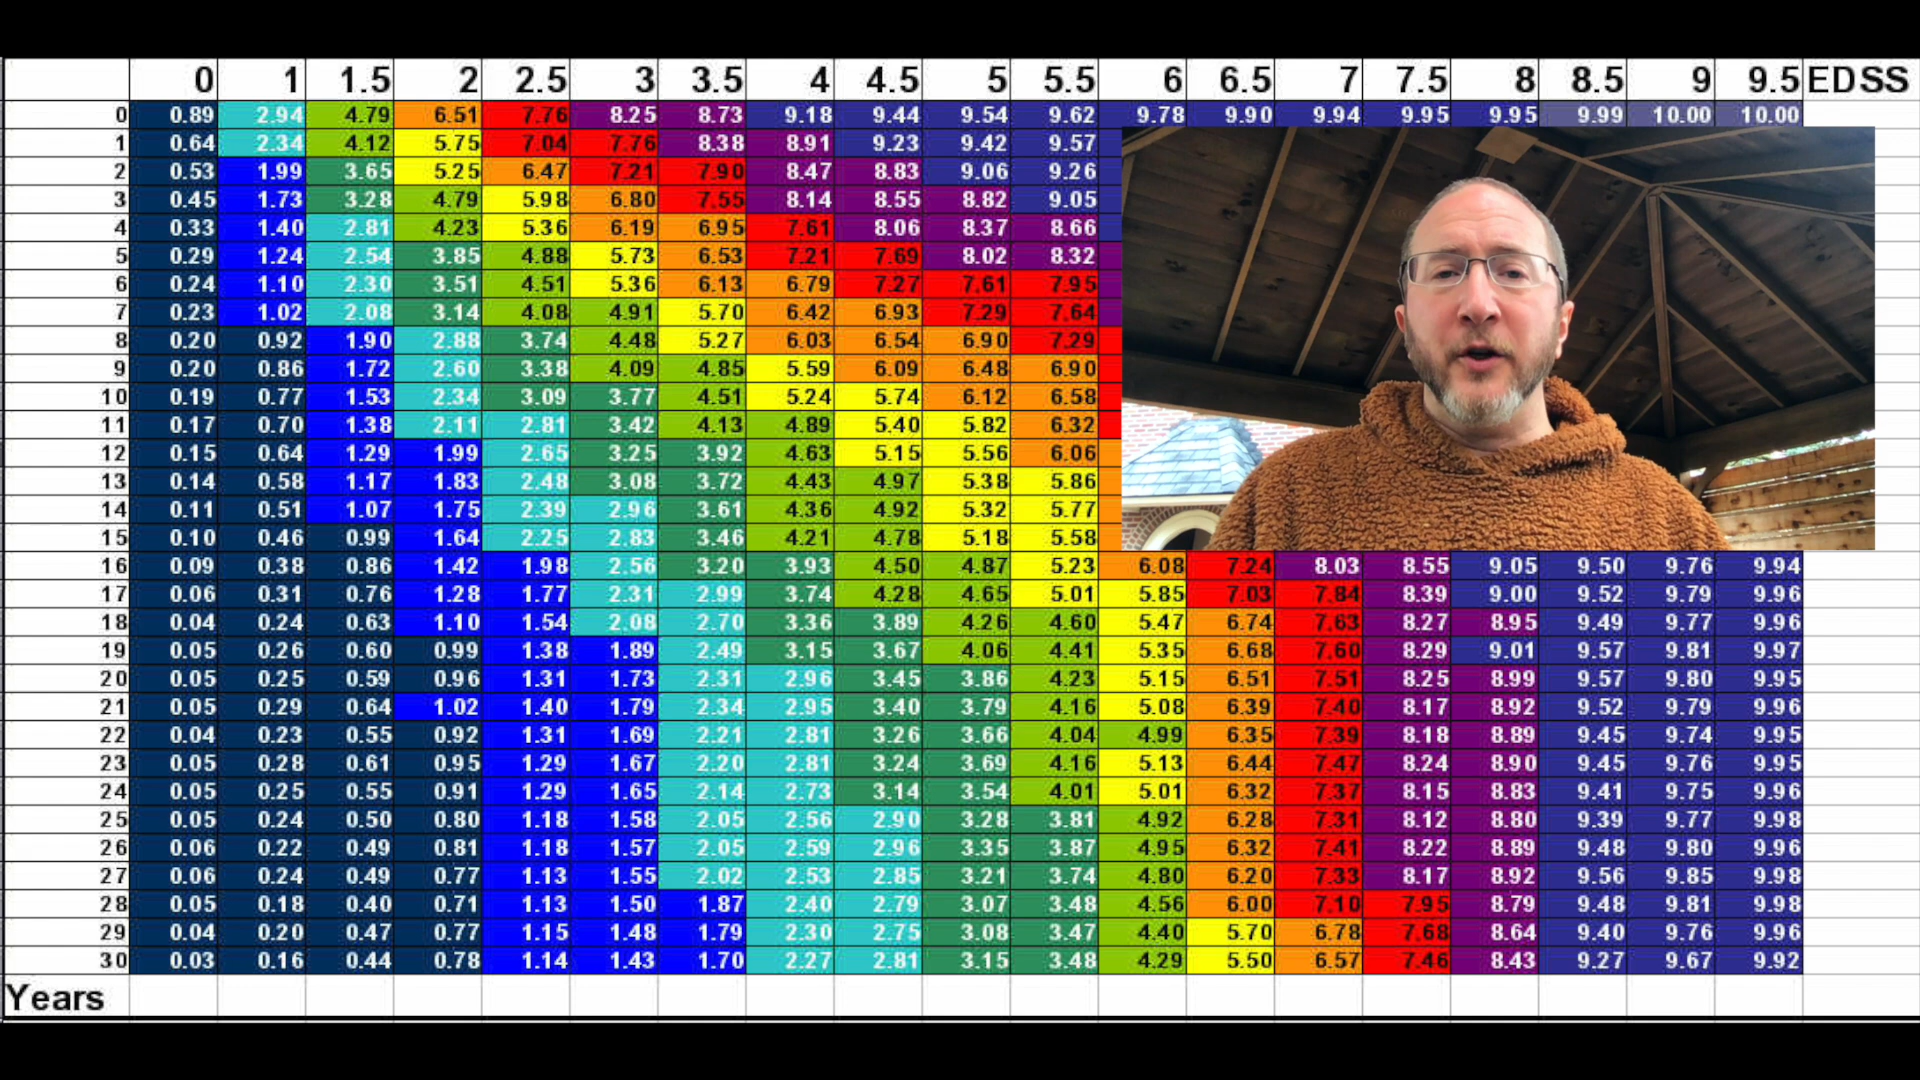 0 1 1.5 2 2.5 3 3.5 4 4.5 5 5.5 6 6.5 7 7.5 8 8.5 9 9.5 EDSS
0 0.89 2.94 4.79 6.51 7.76 8.25 8.73 9.18 9.44 9.54 9.62 9.78 9.90 9.94 9.95 9.95 9.99 10.00 10.00
1 0.64 2.34 4.12 5.75 7.04 7.76 8.38 8.91 9.23 9.42 9.57
2 0.53 1.99 3.65 5.25 6.47 7.21 7.90 8.47 8.83 9.06 9.26
3 0.45 1.73 3.28 4.79 5.98 6.80 7.55 8.14 8.55 8.82 9.05
4 0.33 1.40 2.81 4.23 5.36 6.19 6.95 7.61 8.06 8.37 8.66
5 0.29 1.24 2.54 3.85 4.88 5.73 6.53 7.21 7.69 8.02 8.32
6 0.24 1.10 2.30 3.51 4.51 5.36 6.13 6.79 7.27 7.61 7.95
7 0.23 1.02 2.08 3.14 4.08 4.91 5.70 6.42 6.93 7.29 7.64
8 0.20 0.92 1.90 2.88 3.74 4.48 5.27 6.03 6.54 6.90 7.29
9 0.20 0.86 1.72 2.60 3.38 4.09 4.85 5.59 6.09 6.48 6.90
10 0.19 0.77 1.53 2.34 3.09 3.77 4.51 5.24 5.74 6.12 6.58
11 0.17 0.70 1.38 2.11 2.81 3.42 4.13 4.89 5.40 5.82 6.32
12 0.15 0.64 1.29 1.99 2.65 3.25 3.92 4.63 5.15 5.56 6.06
13 0.14 0.58 1.17 1.83 2.48 3.08 3.72 4.43 4.97 5.38 5.86
14 0.11 0.51 1.07 1.75 2.39 2.96 3.61 4.36 4.92 5.32 5.77
15 0.10 0.46 0.99 1.64 2.25 2.83 3.46 4.21 4.78 5.18 5.58
16 0.09 0.38 0.86 1.42 1.98 2.56 3.20 3.93 4.50 4.87 5.23 6.08 7.24 8.03 8.55 9.05 9.50 9.76 9.94
17 0.06 0.31 0.76 1.28 1.77 2.31 2.99 3.74 4.28 4.65 5.01 5.85 7.03 7.84 8.39 9.00 9.52 9.79 9.96
18 0.04 0.24 0.63 1.10 1.54 2.08 2.70 3.36 3.89 4.26 4.60 5.47 6.74 7.63 8.27 8.95 9.49 9.77 9.96
19 0.05 0.26 0.60 0.99 1.38 1.89 2.49 3.15 3.67 4.06 4.41 5.35 6.68 7.60 8.29 9.01 9.57 9.81 9.97
20 0.05 0.25 0.59 0.96 1.31 1.73 2.31 2.96 3.45 3.86 4.23 5.15 6.51 7.51 8.25 8.99 9.57 9.80 9.95
21 0.05 0.29 0.64 1.02 1.40 1.79 2.34 2.95 3.40 3.79 4.16 5.08 6.39 7.40 8.17 8.92 9.52 9.79 9.96
22 0.04 0.23 0.55 0.92 1.31 1.69 2.21 2.81 3.26 3.66 4.04 4.99 6.35 7.39 8.18 8.89 9.45 9.74 9.95
23 0.05 0.28 0.61 0.95 1.29 1.67 2.20 2.81 3.24 3.69 4.16 5.13 6.44 7.47 8.24 8.90 9.45 9.76 9.95
24 0.05 0.25 0.55 0.91 1.29 1.65 2.14 2.73 3.14 3.54 4.01 5.01 6.32 7.37 8.15 8.83 9.41 9.75 9.96
25 0.05 0.24 0.50 0.80 1.18 1.58 2.05 2.56 2.90 3.28 3.81 4.92 6.28 7.31 8.12 8.80 9.39 9.77 9.98
26 0.06 0.22 0.49 0.81 1.18 1.57 2.05 2.59 2.96 3.35 3.87 4.95 6.32 7.41 8.22 8.89 9.48 9.80 9.96
27 0.06 0.24 0.49 0.77 1.13 1.55 2.02 2.53 2.85 3.21 3.74 4.80 6.20 7.33 8.17 8.92 9.56 9.85 9.98
28 0.05 0.18 0.40 0.71 1.13 1.50 1.87 2.40 2.79 3.07 3.48 4.56 6.00 7.10 7.95 8.79 9.48 9.81 9.98
29 0.04 0.20 0.47 0.77 1.15 1.48 1.79 2.30 2.75 3.08 3.47 4.40 5.70 6.78 7.68 8.64 9.40 9.76 9.96
30 0.03 0.16 0.44 0.78 1.14 1.43 1.70 2.27 2.81 3.15 3.48 4.29 5.50 6.57 7.46 8.43 9.27 9.67 9.92
Years